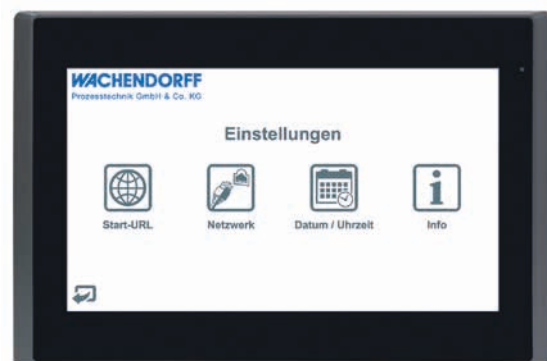 WACHENDORFF
Prozesstechnik GmbH & Co. KG
Einstellungen
Start-URL
Netzwerk
Datum / Uhrzeit
Info